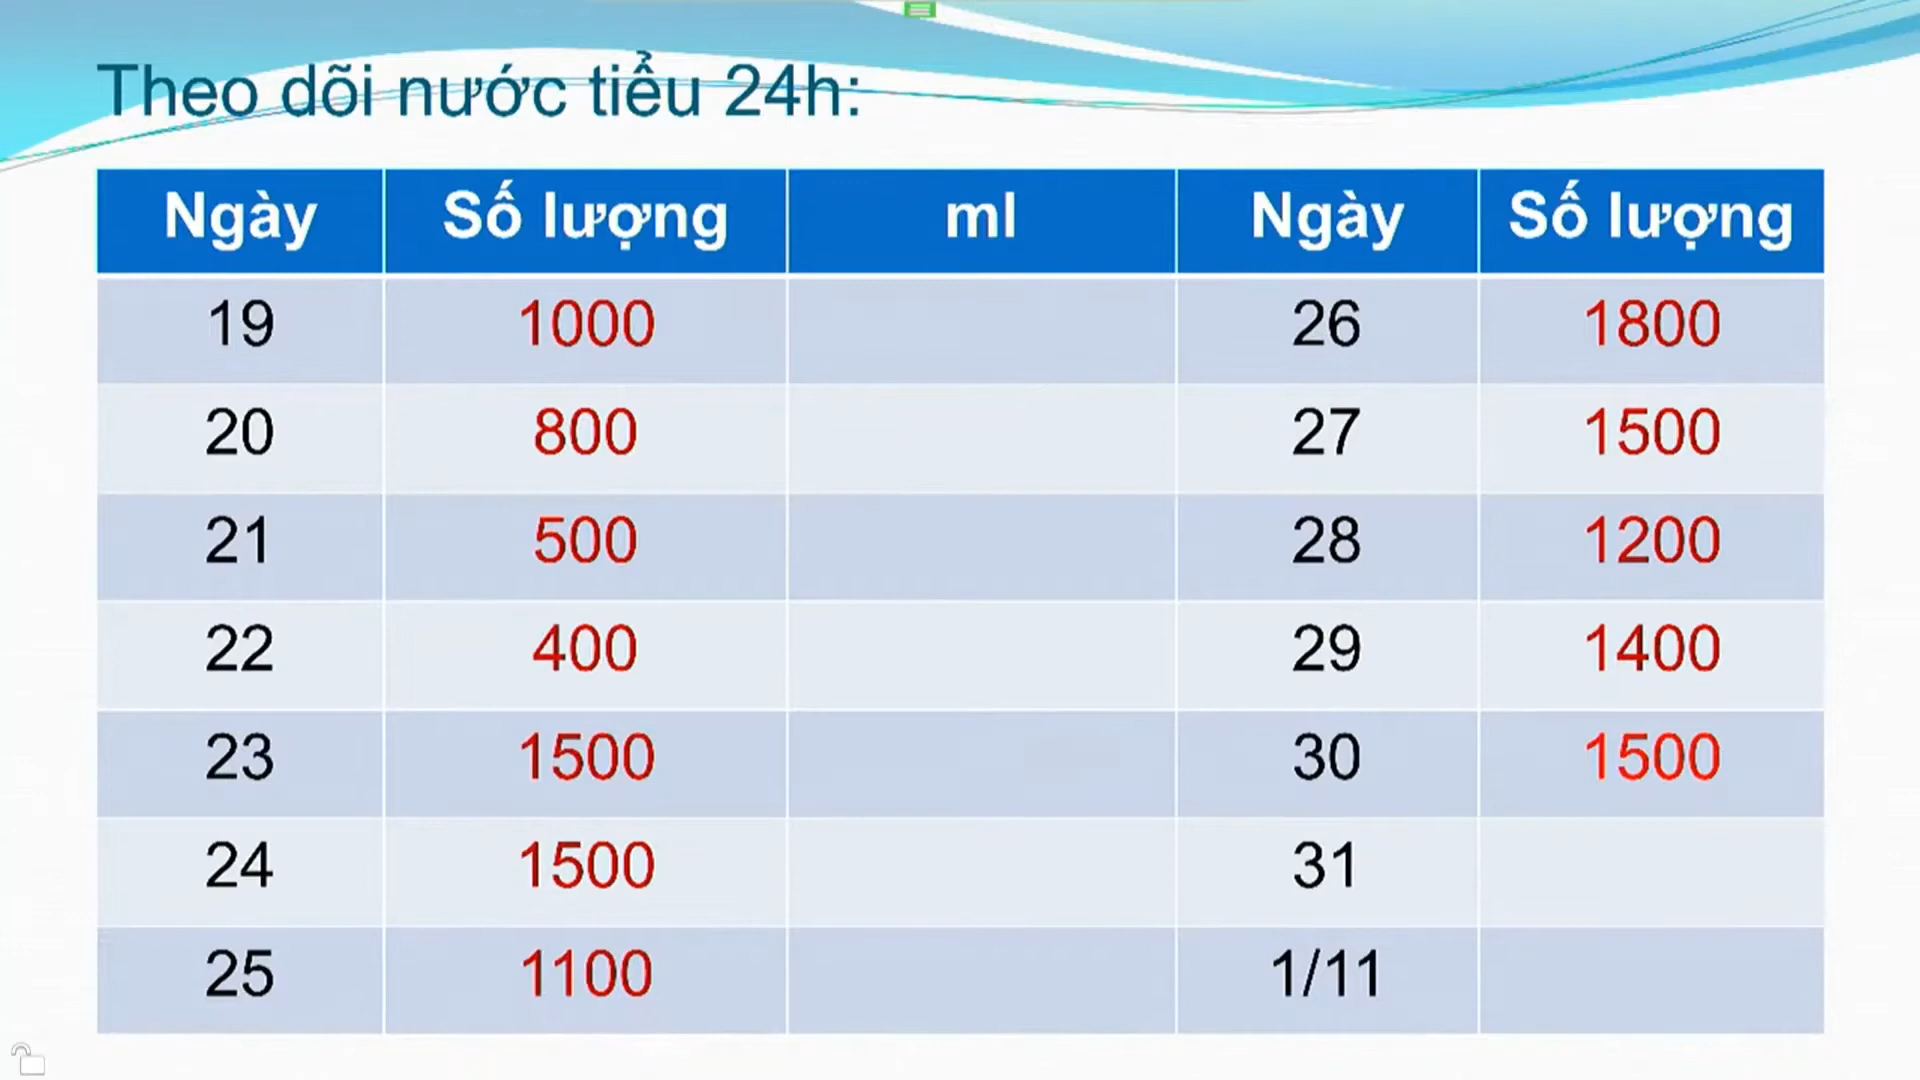 Theo dõi nước tiểu 24h:
Ngày Số lượng ml Ngày Số lượng
19 1000 26 1800
20 800 27 1500
21 500 28 1200
22 400 29 1400
23 1500 30 1500
24 1500 31
25 1100 1/11